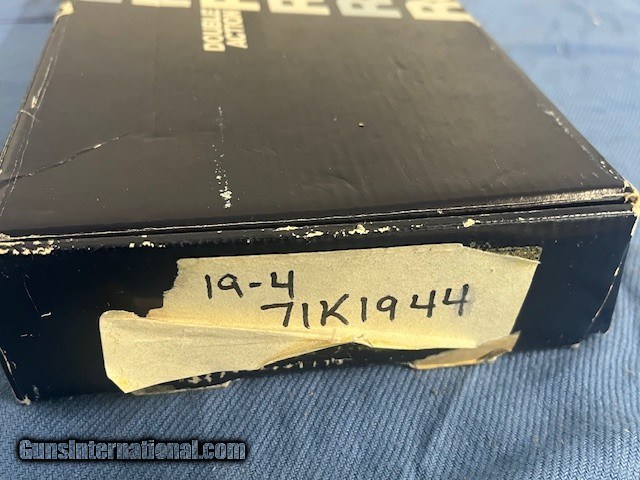 DOUBLE
ACTION
19-4
71K1944
GunsInternational.com